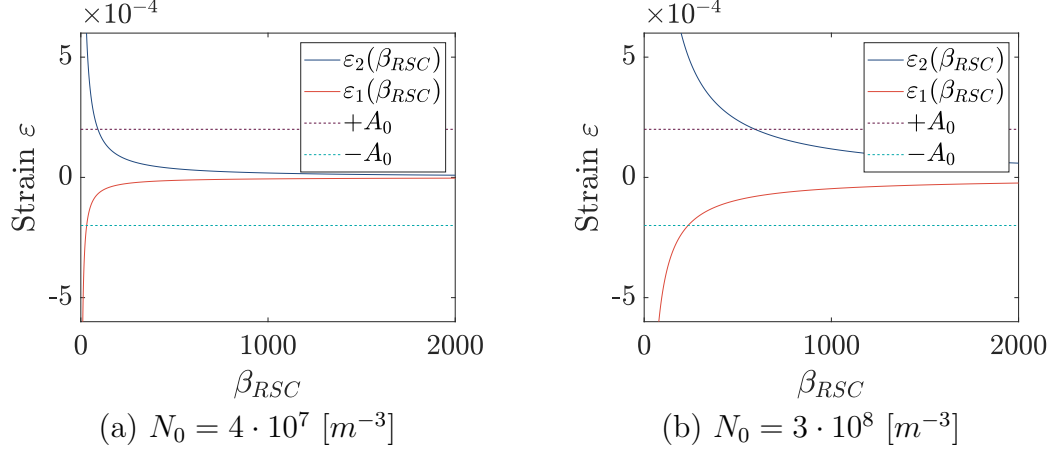 ×10⁻⁴
5
0
-5
Strain ε
ε₂(β_RSC)
ε₁(β_RSC)
+A₀
−A₀
0 1000 2000
β_RSC
(a) N₀ = 4 · 10⁷ [m⁻³]
×10⁻⁴
5
0
-5
Strain ε
ε₂(β_RSC)
ε₁(β_RSC)
+A₀
−A₀
0 1000 2000
β_RSC
(b) N₀ = 3 · 10⁸ [m⁻³]